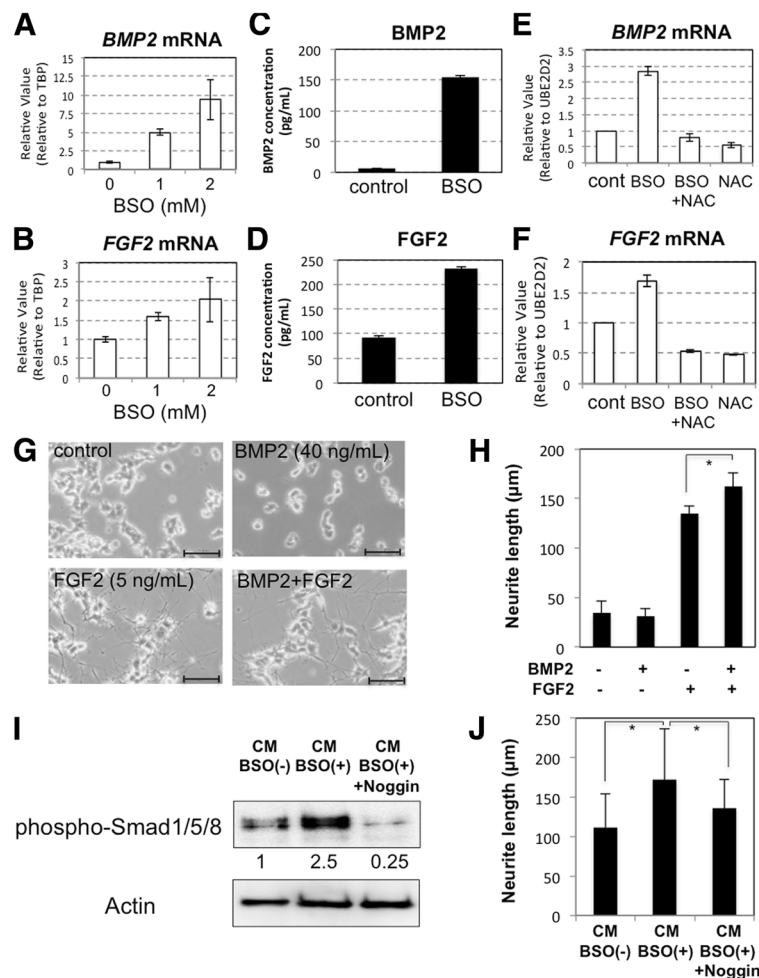 A
BMP2 mRNA
Relative Vlalue
(Relative to TBP)
15
12.5
10
7.5
5
2.5
0
0 1 2
BSO (mM)
B
FGF2 mRNA
Relative Value
(Relative to TBP)
3
2.5
2
1.5
1
0.5
0
0 1 2
BSO (mM)
C
BMP2
BMP2 concentration
(pg/mL)
200
150
100
50
0
control BSO
D
FGF2
FGF2 concentration
(pg/mL)
250
200
150
100
50
0
control BSO
E
BMP2 mRNA
Relative Value
(Relative to UBE2D2)
3.5
3
2.5
2
1.5
1
0.5
0
cont BSO BSO NAC
+NAC
F
FGF2 mRNA
Relative Value
(Relative to UBE2D2)
2
1.5
1
0.5
0
cont BSO BSO NAC
+NAC
G
control
BMP2 (40 ng/mL)
FGF2 (5 ng/mL)
BMP2+FGF2
H
Neurite length (μm)
200
150
100
50
0
*
BMP2 - + - +
FGF2 - - + +
I
CM CM CM
BSO(-) BSO(+) BSO(+)
+Noggin
phospho-Smad1/5/8
1 2.5 0.25
Actin
J
Neurite length (μm)
250
200
150
100
50
0
* *
CM CM CM
BSO(-) BSO(+) BSO(+)
+Noggin